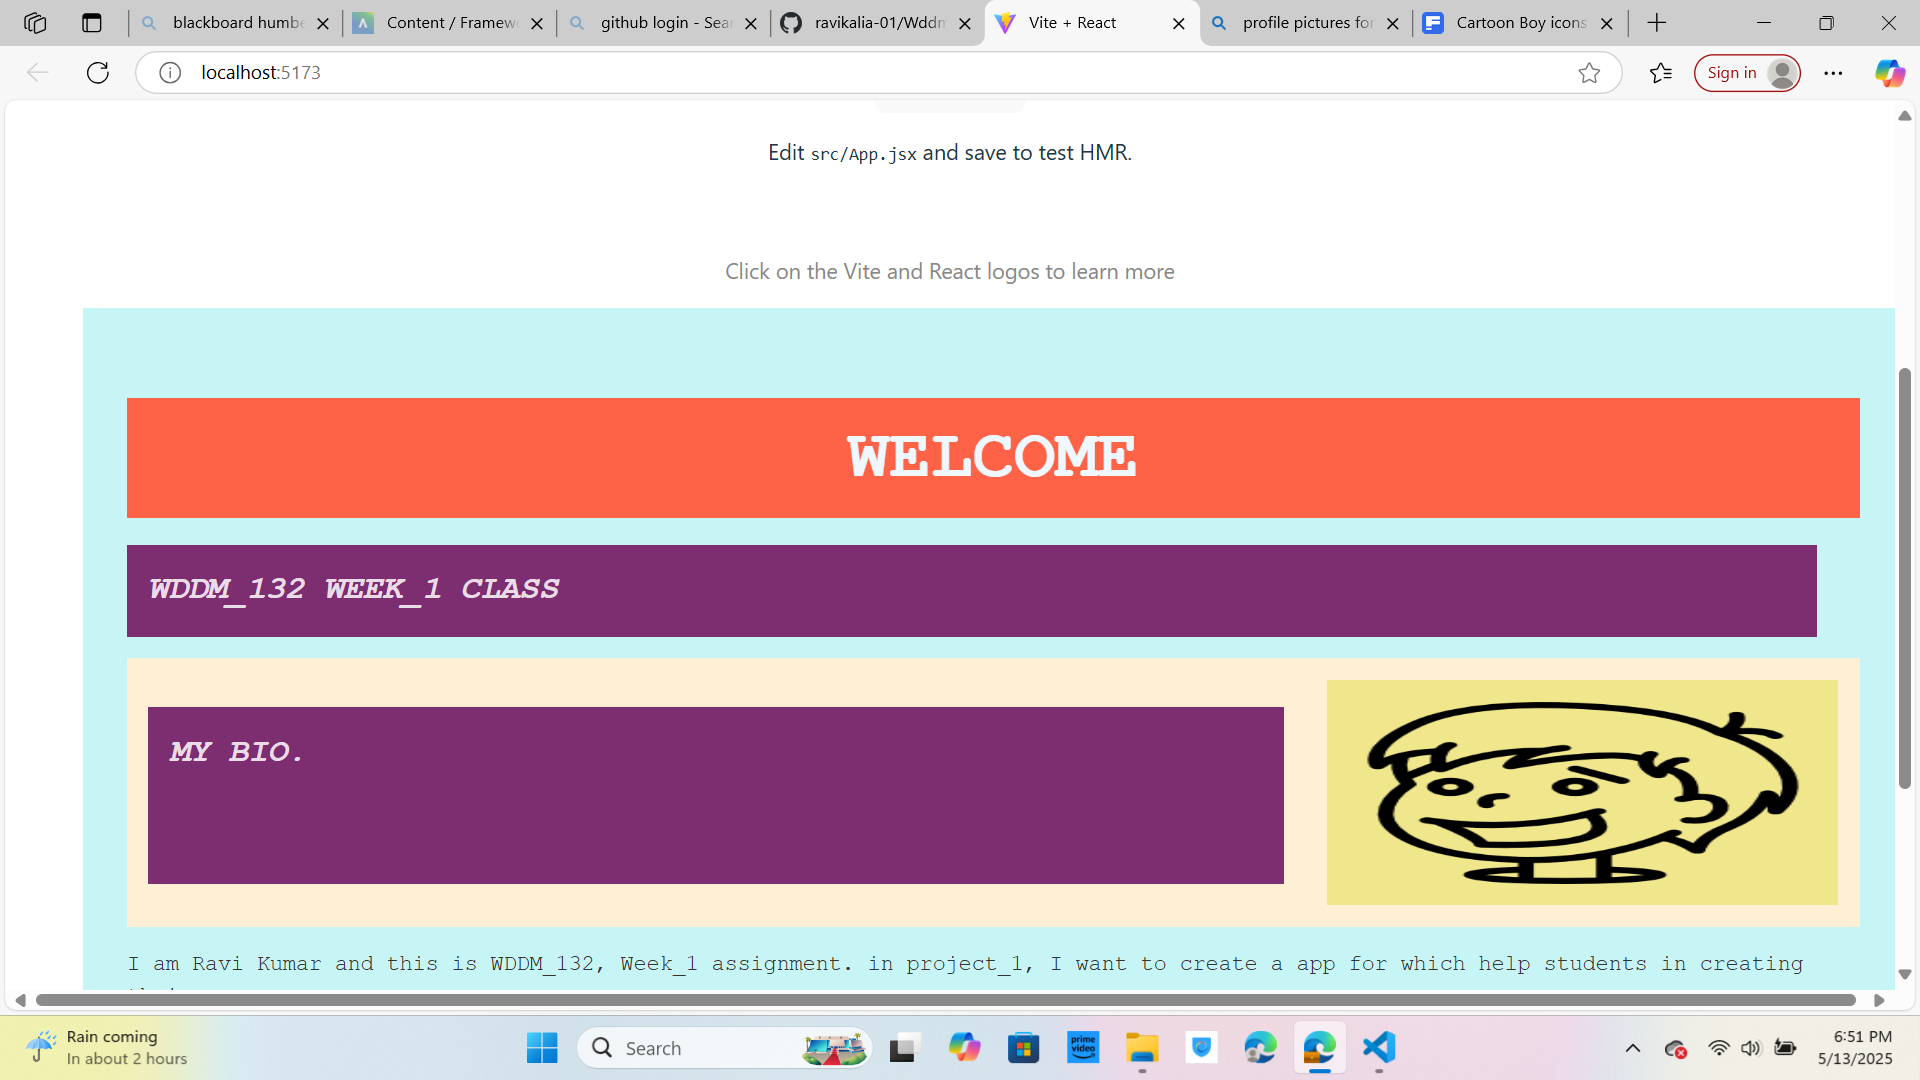 blackboard humbe
Content / Framew
github login - Sear
ravikalia-01/Wddm
Vite + React
profile pictures for
Cartoon Boy icons
localhost:5173
Sign in
Edit src/App.jsx and save to test HMR.
Click on the Vite and React logos to learn more
WELCOME
WDDM_132 WEEK_1 CLASS
MY BIO.
I am Ravi Kumar and this is WDDM_132, Week_1 assignment. in project_1, I want to create a app for which help students in creating
Rain coming
In about 2 hours
Search
prime
video
6:51 PM
5/13/2025